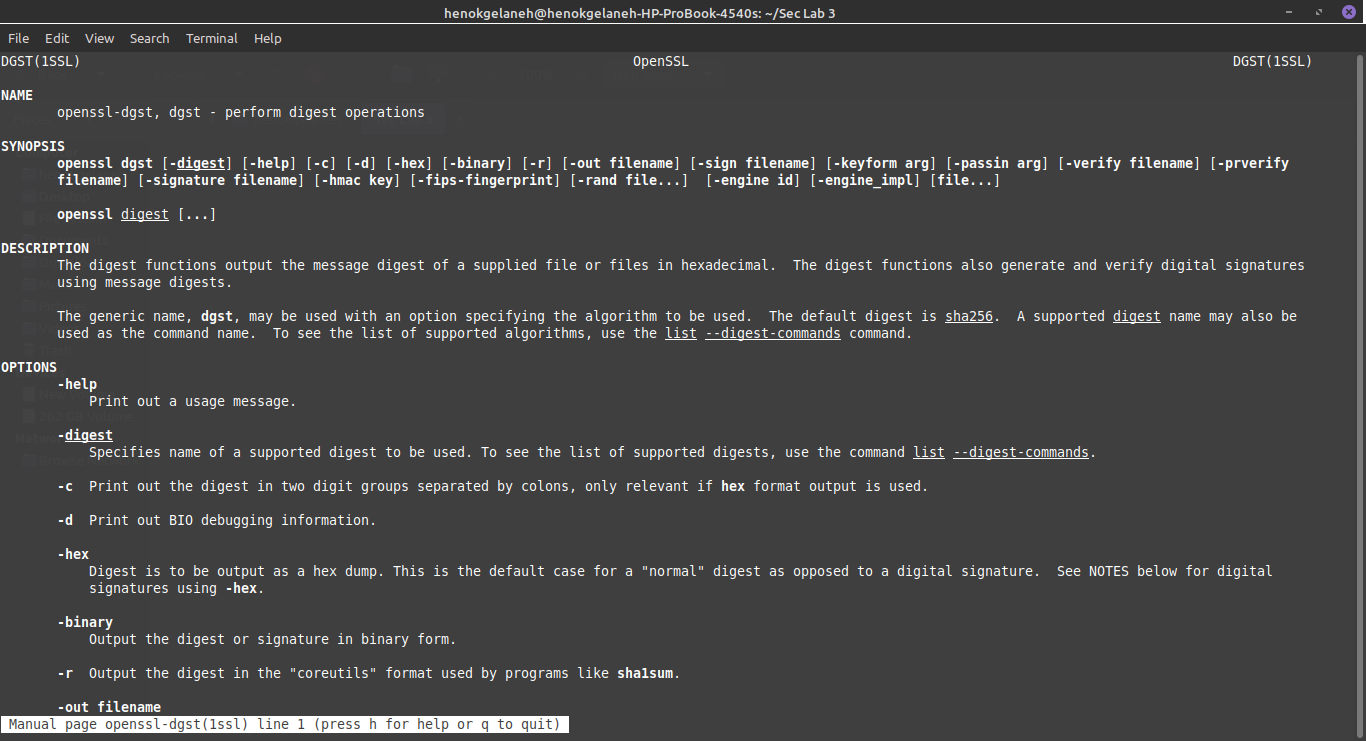 henokgelaneh@henokgelaneh-HP-ProBook-4540s: ~/Sec Lab 3
File Edit View Search Terminal Help
DGST(1SSL) OpenSSL DGST(1SSL)
NAME
openssl-dgst, dgst - perform digest operations
SYNOPSIS
openssl dgst [-digest] [-help] [-c] [-d] [-hex] [-binary] [-r] [-out filename] [-sign filename] [-keyform arg] [-passin arg] [-verify filename] [-prverify
filename] [-signature filename] [-hmac key] [-fips-fingerprint] [-rand file...]  [-engine id] [-engine_impl] [file...]
openssl digest [...]
DESCRIPTION
The digest functions output the message digest of a supplied file or files in hexadecimal.  The digest functions also generate and verify digital signatures
using message digests.
The generic name, dgst, may be used with an option specifying the algorithm to be used.  The default digest is sha256.  A supported digest name may also be
used as the command name.  To see the list of supported algorithms, use the list --digest-commands command.
OPTIONS
-help
Print out a usage message.
-digest
Specifies name of a supported digest to be used. To see the list of supported digests, use the command list --digest-commands.
-c  Print out the digest in two digit groups separated by colons, only relevant if hex format output is used.
-d  Print out BIO debugging information.
-hex
Digest is to be output as a hex dump. This is the default case for a "normal" digest as opposed to a digital signature.  See NOTES below for digital
signatures using -hex.
-binary
Output the digest or signature in binary form.
-r  Output the digest in the "coreutils" format used by programs like sha1sum.
-out filename
Manual page openssl-dgst(1ssl) line 1 (press h for help or q to quit)